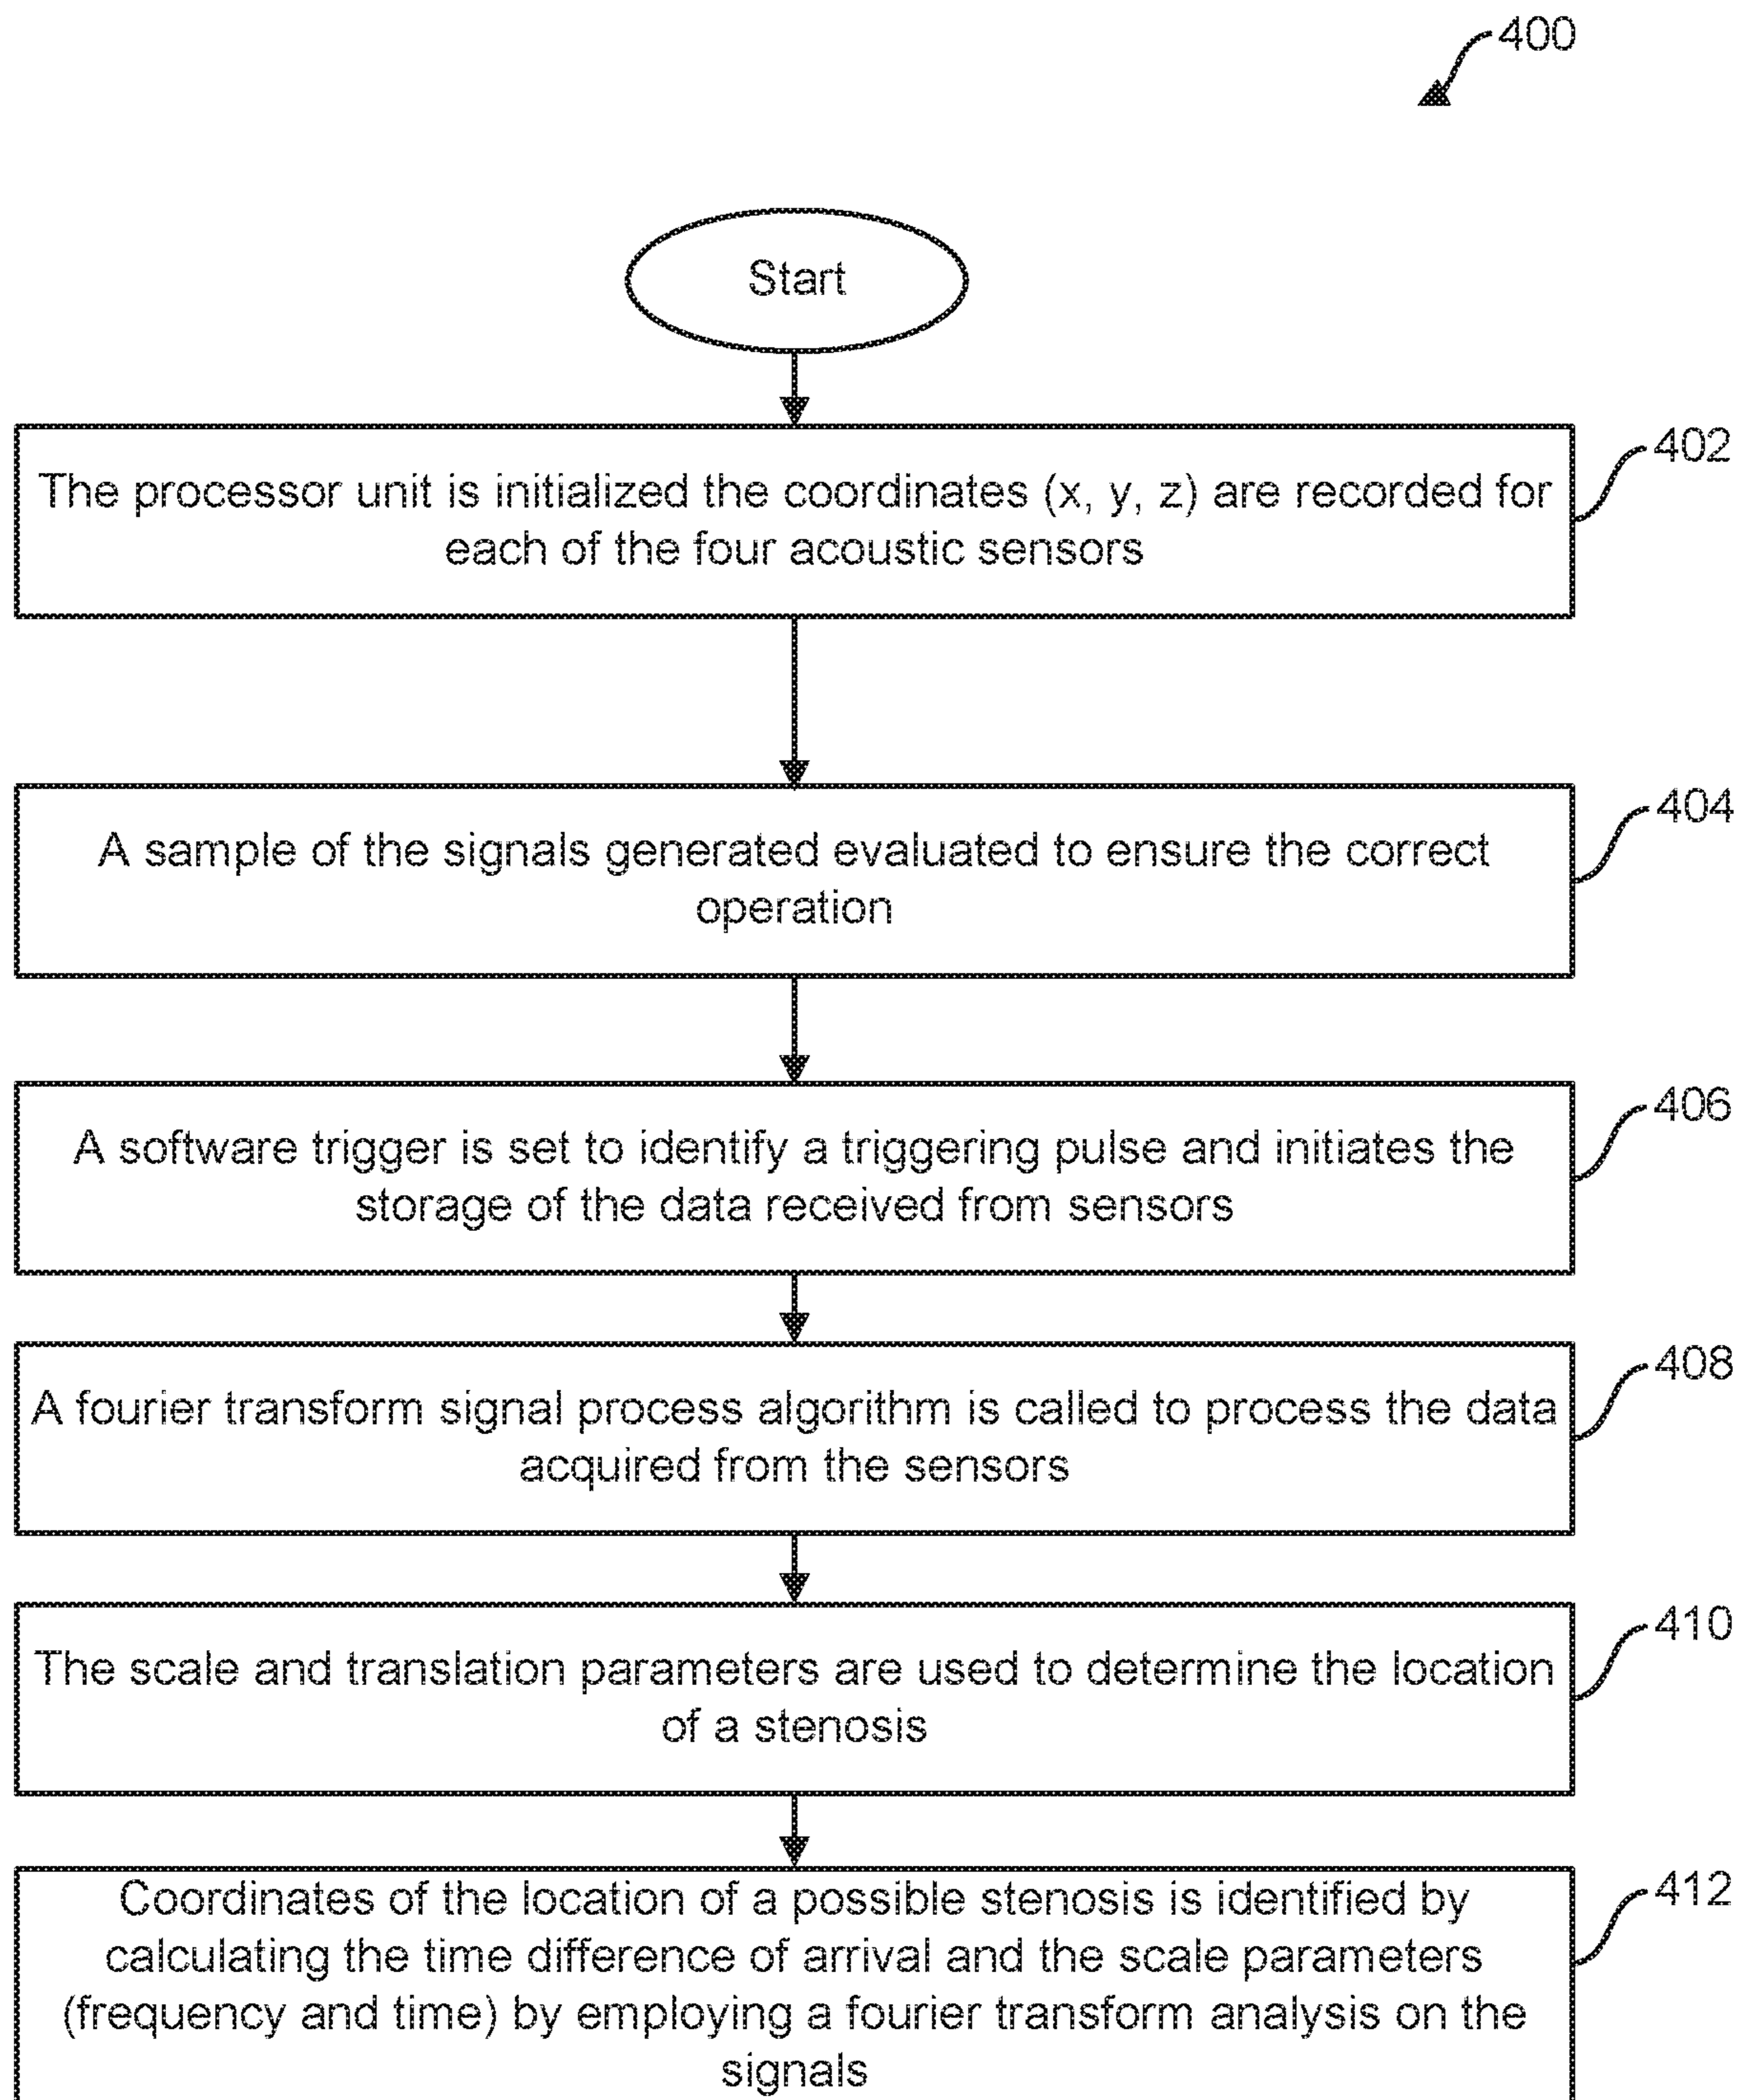 400
Start
The processor unit is initialized the coordinates (x, y, z) are recorded for
each of the four acoustic sensors
402
A sample of the signals generated evaluated to ensure the correct
operation
404
A software trigger is set to identify a triggering pulse and initiates the
storage of the data received from sensors
406
A fourier transform signal process algorithm is called to process the data
acquired from the sensors
408
The scale and translation parameters are used to determine the location
of a stenosis
410
Coordinates of the location of a possible stenosis is identified by
calculating the time difference of arrival and the scale parameters
(frequency and time) by employing a fourier transform analysis on the
signals
412